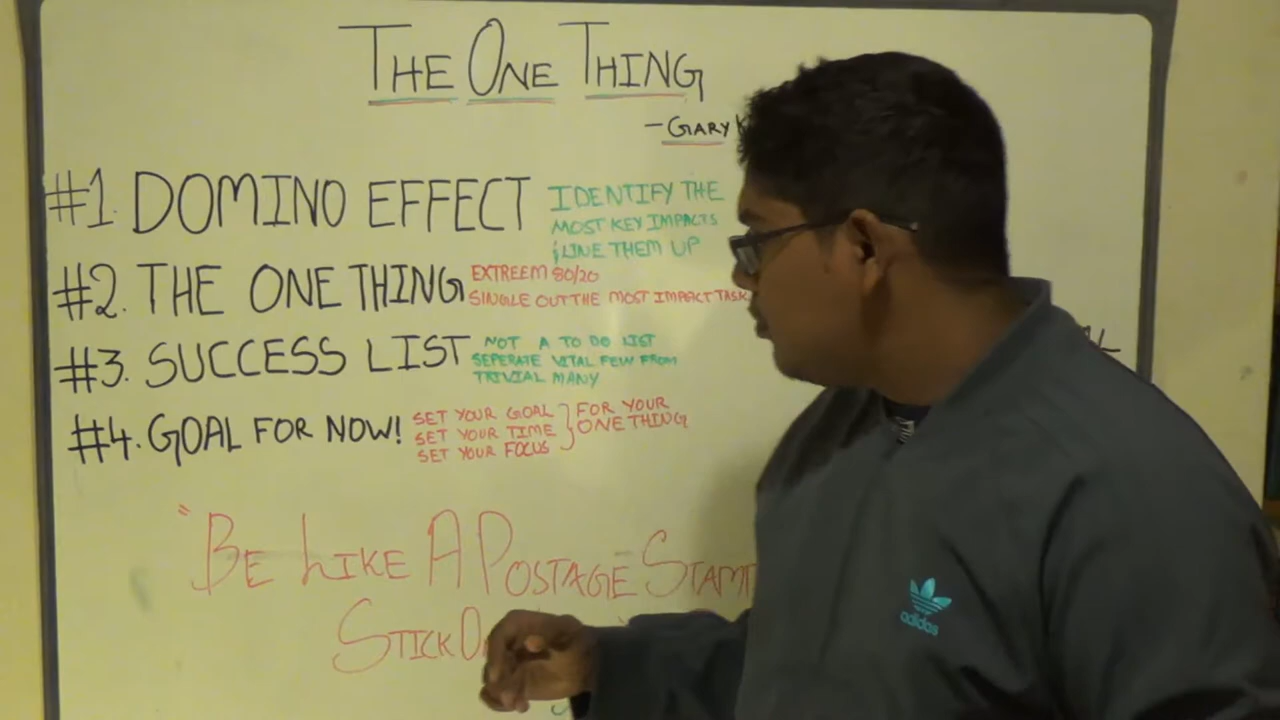 THE ONE THING
- GARY K
#1. DOMINO EFFECT
IDENTIFY THE
MOST KEY IMPACTS
& LINE THEM UP
#2. THE ONE THING
EXTREEM 80/20
SINGLE OUT THE MOST IMPACT TASK
#3. SUCCESS LIST
NOT A TO DO LIST
SEPERATE VITAL FEW FROM
TRIVIAL MANY
#4. GOAL FOR NOW!
SET YOUR GOAL
SET YOUR TIME
SET YOUR FOCUS
FOR YOUR
ONE THING
"BE LIKE A POSTAGE STAMP
STICK
adidas